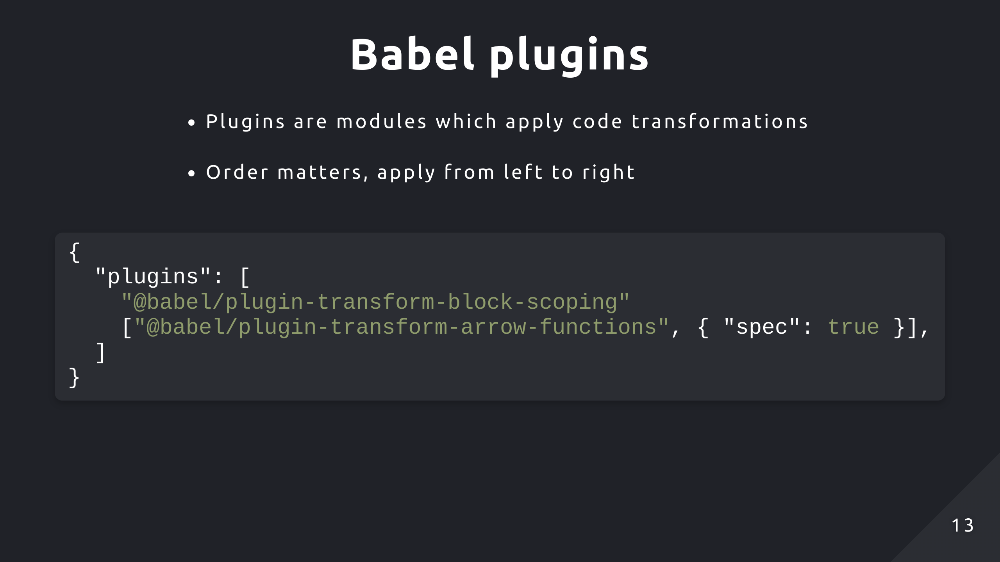 Babel plugins
• Plugins are modules which apply code transformations
• Order matters, apply from left to right
{
  "plugins": [
    "@babel/plugin-transform-block-scoping"
    ["@babel/plugin-transform-arrow-functions", { "spec": true }],
  ]
}
13